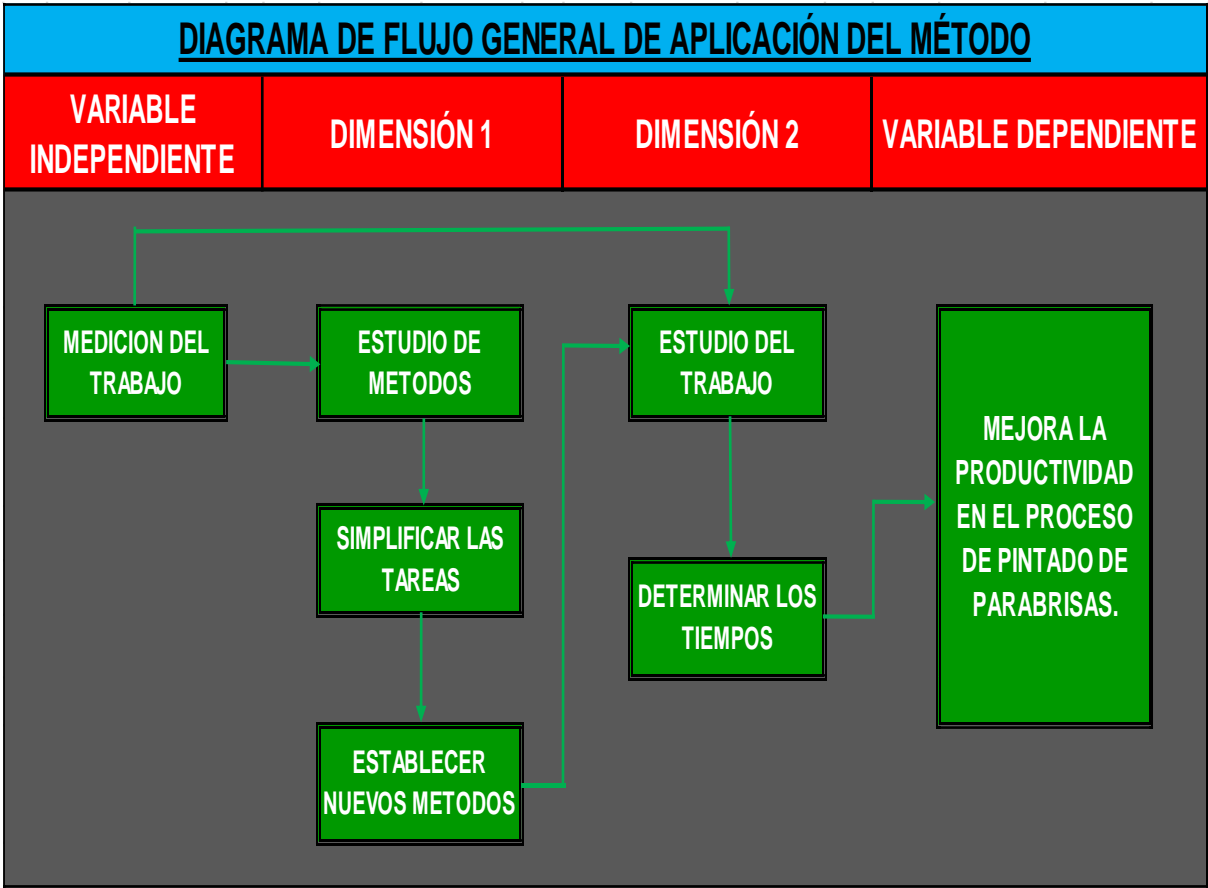 DIAGRAMA DE FLUJO GENERAL DE APLICACIÓN DEL MÉTODO
VARIABLE
INDEPENDIENTE
DIMENSIÓN 1
DIMENSIÓN 2
VARIABLE DEPENDIENTE
MEDICION DEL
TRABAJO
ESTUDIO DE
METODOS
SIMPLIFICAR LAS
TAREAS
ESTABLECER
NUEVOS METODOS
ESTUDIO DEL
TRABAJO
DETERMINAR LOS
TIEMPOS
MEJORA LA
PRODUCTIVIDAD
EN EL PROCESO
DE PINTADO DE
PARABRISAS.